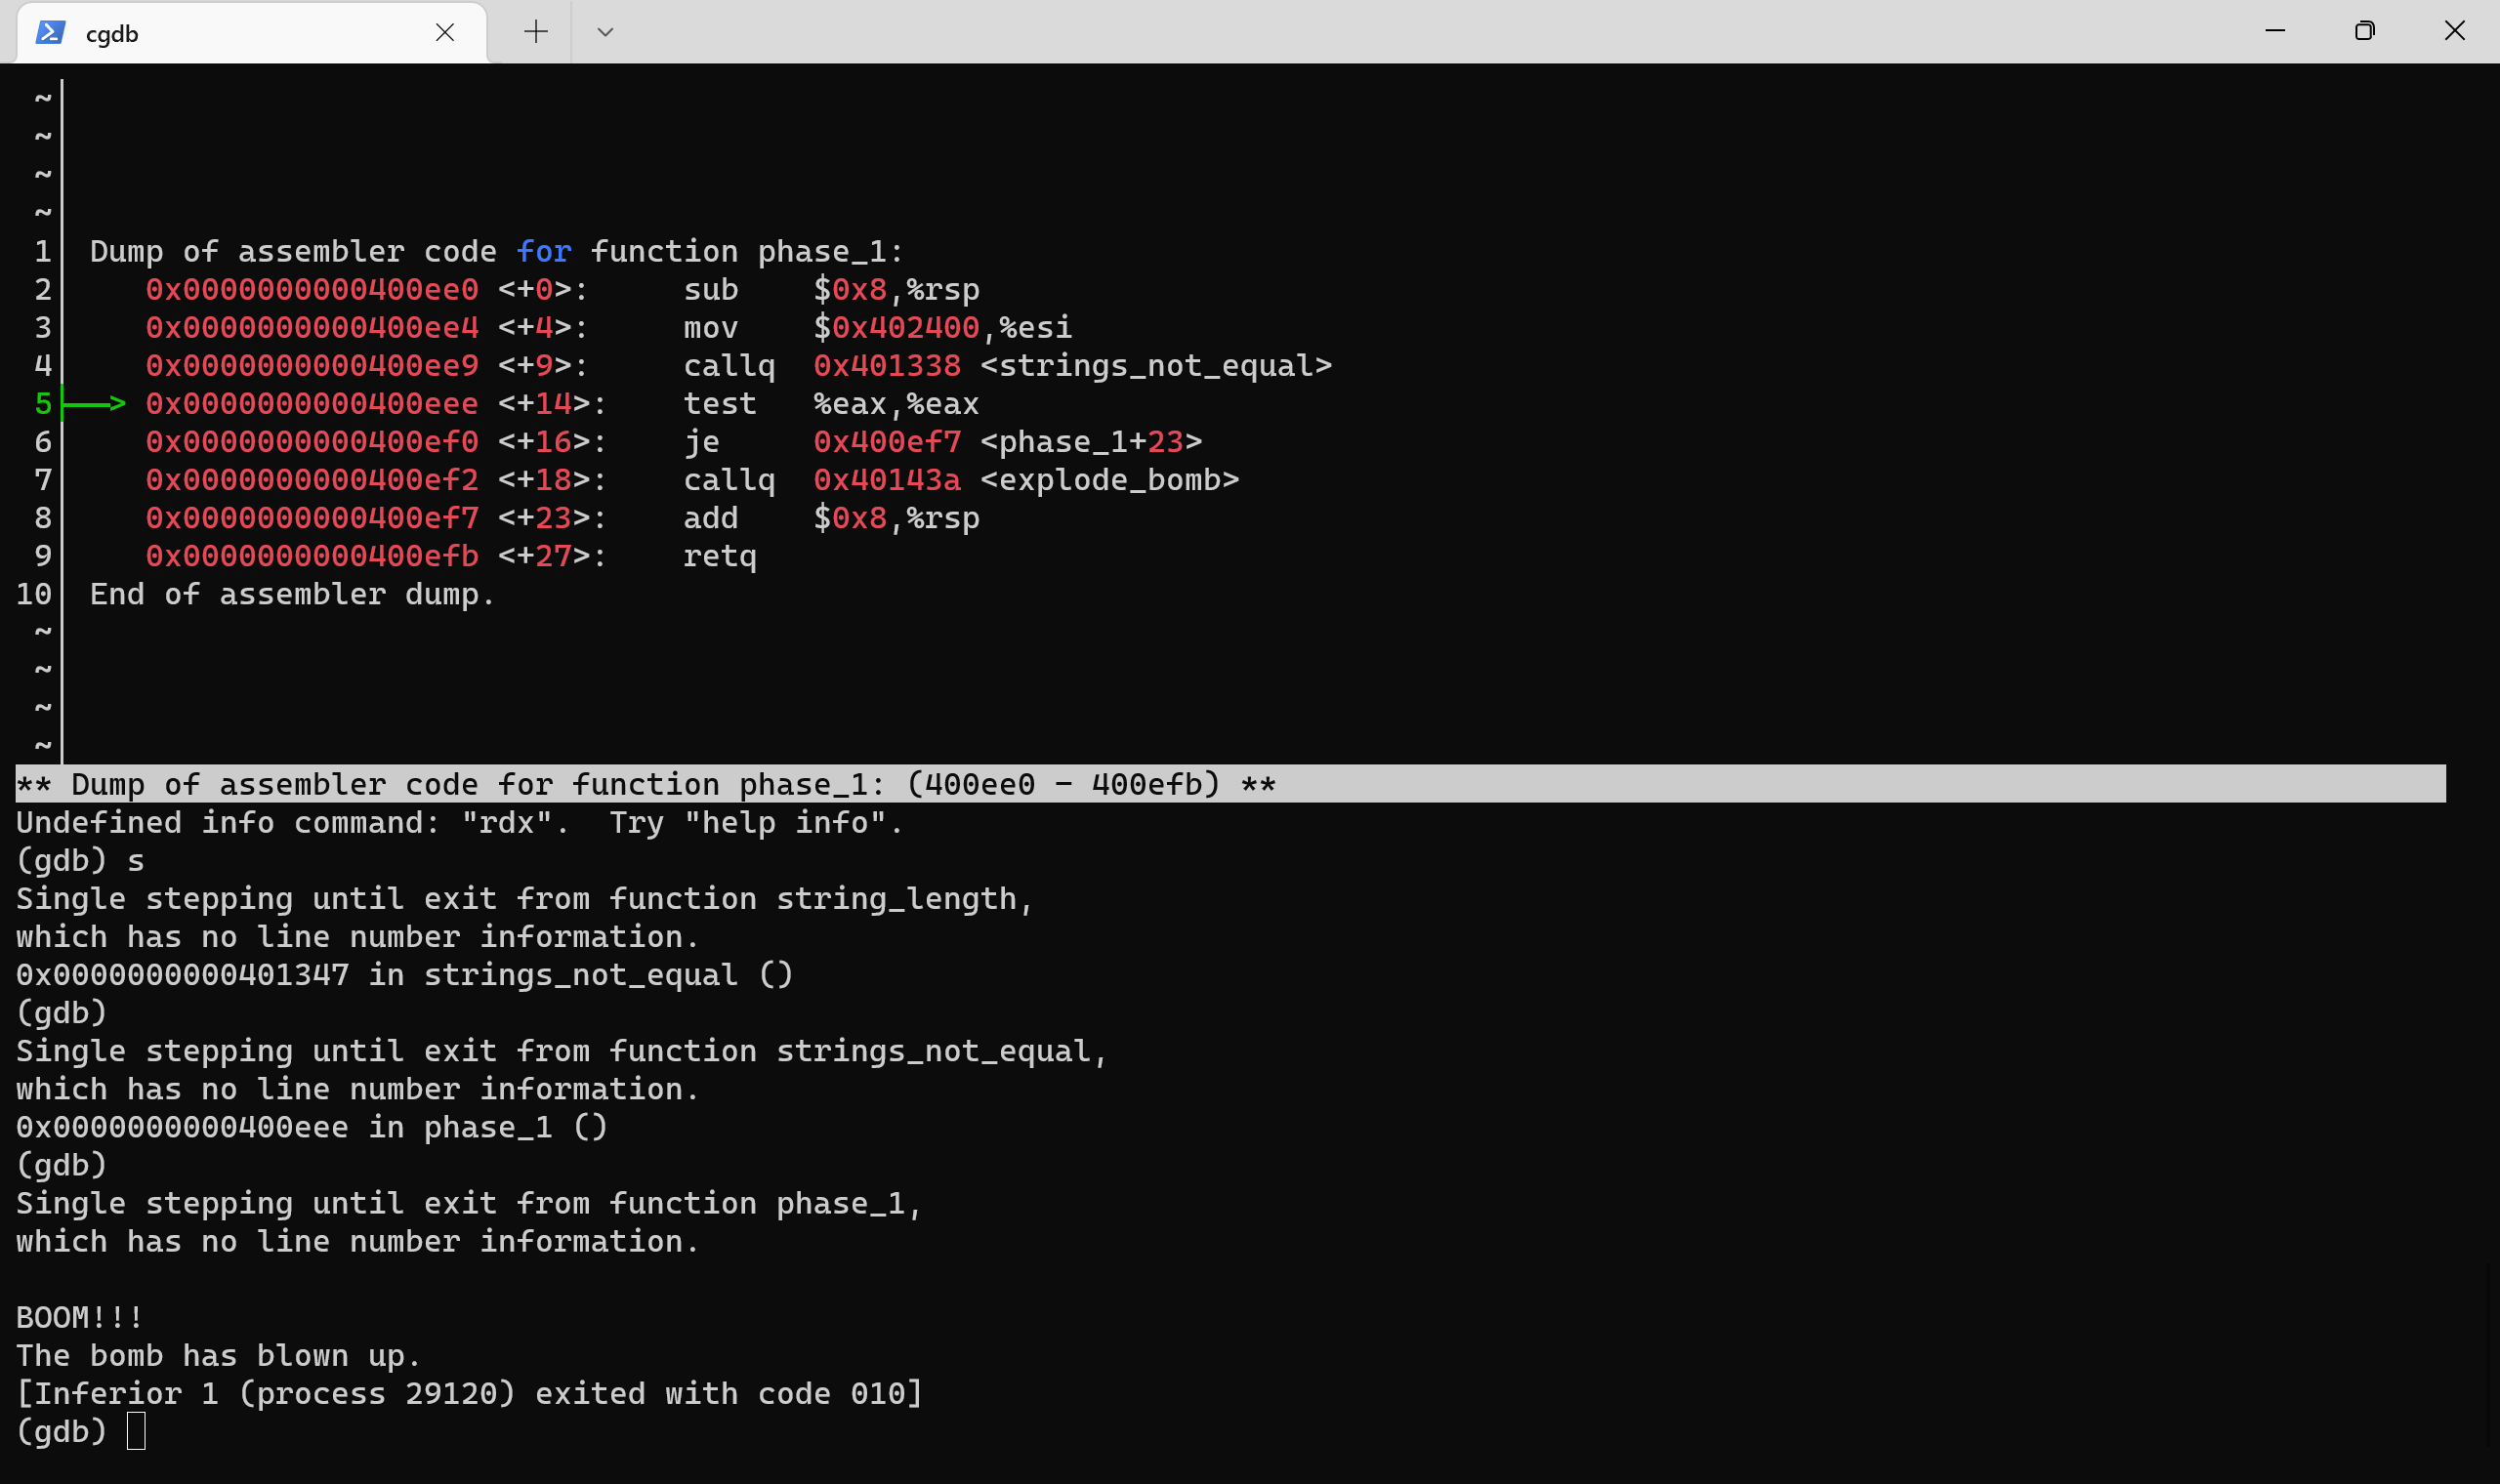 cgdb
~
~
~
~
1 Dump of assembler code for function phase_1:
2 0x0000000000400ee0 <+0>: sub $0x8,%rsp
3 0x0000000000400ee4 <+4>: mov $0x402400,%esi
4 0x0000000000400ee9 <+9>: callq 0x401338 <strings_not_equal>
5 ──> 0x0000000000400eee <+14>: test %eax,%eax
6 0x0000000000400ef0 <+16>: je 0x400ef7 <phase_1+23>
7 0x0000000000400ef2 <+18>: callq 0x40143a <explode_bomb>
8 0x0000000000400ef7 <+23>: add $0x8,%rsp
9 0x0000000000400efb <+27>: retq
10 End of assembler dump.
~
~
~
~
** Dump of assembler code for function phase_1: (400ee0 - 400efb) **
Undefined info command: "rdx".  Try "help info".
(gdb) s
Single stepping until exit from function string_length,
which has no line number information.
0x0000000000401347 in strings_not_equal ()
(gdb)
Single stepping until exit from function strings_not_equal,
which has no line number information.
0x0000000000400eee in phase_1 ()
(gdb)
Single stepping until exit from function phase_1,
which has no line number information.
BOOM!!!
The bomb has blown up.
[Inferior 1 (process 29120) exited with code 010]
(gdb)